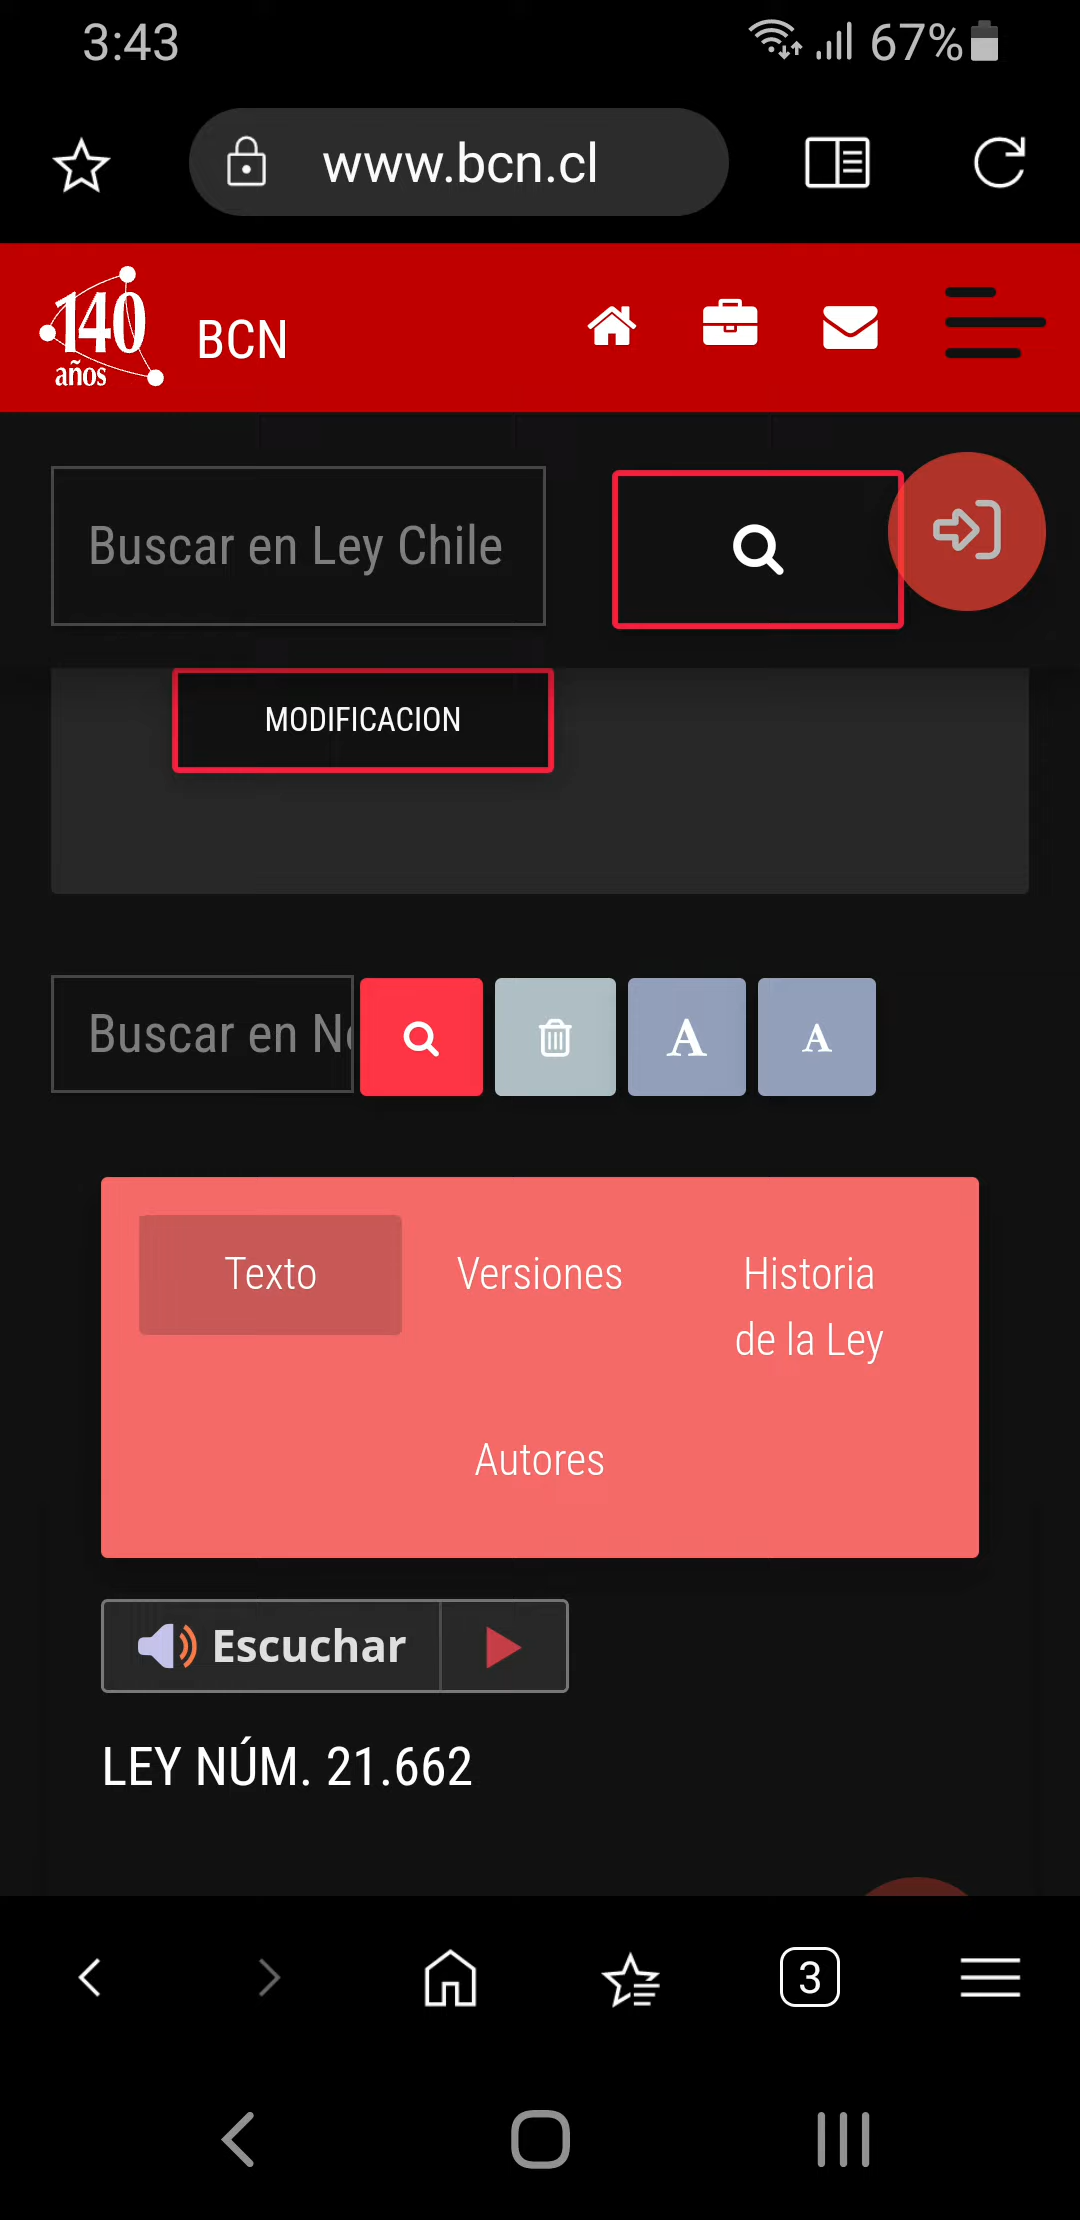 3:43
67%
www.bcn.cl
140
años
BCN
Buscar en Ley Chile
MODIFICACION
Buscar en No
A
A
Texto
Versiones
Historia
de la Ley
Autores
Escuchar
LEY NÚM. 21.662
3